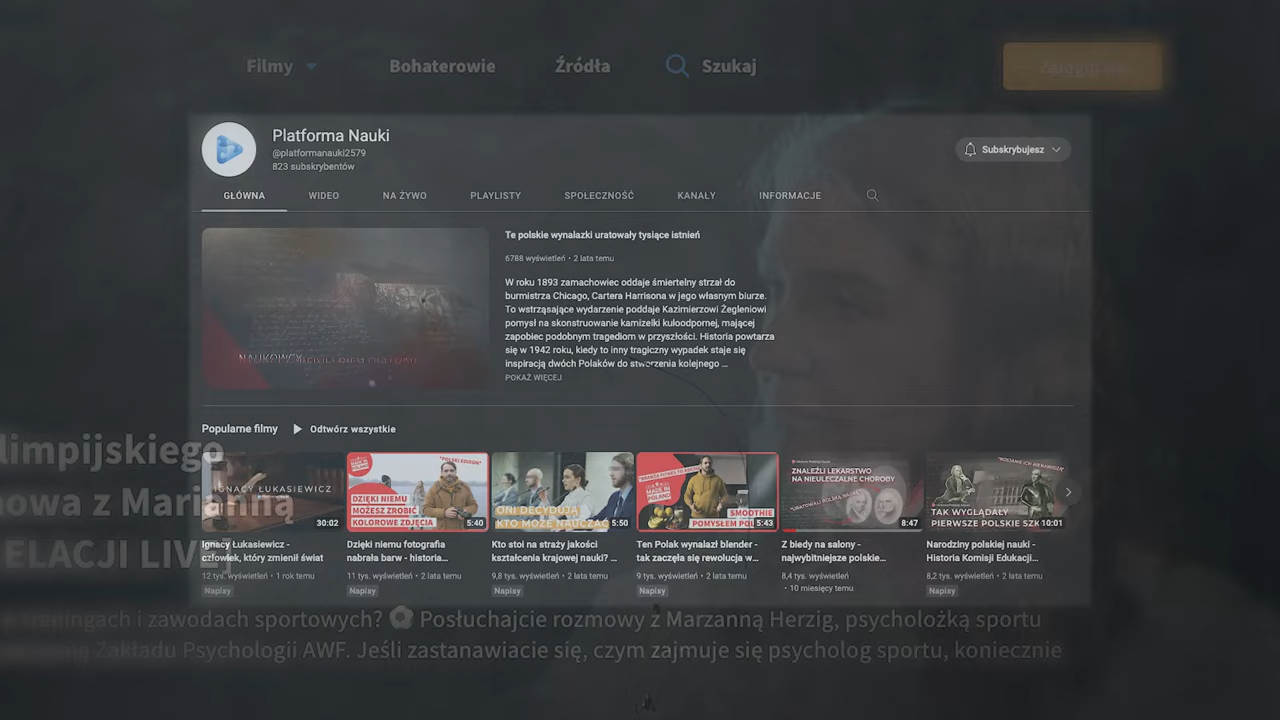 Filmy
Bohaterowie
Źródła
Szukaj
Platforma Nauki
@platformanauki2579
823 subskrybentów
Subskrybujesz
GŁÓWNA
WIDEO
NA ŻYWO
PLAYLISTY
SPOŁECZNOŚĆ
KANAŁY
INFORMACJE
Te polskie wynalazki uratowały tysiące istnień
6788 wyświetleń • 2 lata temu
W roku 1893 zamachowiec oddaje śmiertelny strzał do
burmistrza Chicago, Cartera Harrisona w jego własnym biurze.
To wstrząsające wydarzenie poddaje Kazimierzowi Żegleniowi
pomysł na skonstruowanie kamizelki kuloodpornej, mającej
zapobiec podobnym tragediom w przyszłości. Historia powtarza
się w 1942 roku, kiedy to inny tragiczny wypadek staje się
inspiracją dwóch Polaków do stworzenia kolejnego ...
POKAŻ WIĘCEJ
Popularne filmy
Odtwórz wszystkie
limpijskiego
nowa z Marianną
ELACJI LIVE]
IGNACY ŁUKASIEWICZ
30:02
Ignacy Łukasiewicz -
człowiek, który zmienił świat
12 tys. wyświetleń • 1 rok temu
Napisy
"POLSKI EDISON"
DZIĘKI NIEMU
MOŻESZ ZROBIĆ
KOLOROWE ZDJĘCIA
5:40
Dzięki niemu fotografia
nabrała barw - historia...
11 tys. wyświetleń • 2 lata temu
Napisy
ONI DECYDUJĄ
KTO MOŻE NAUCZAĆ
5:50
Kto stoi na straży jakości
kształcenia krajowej nauki? ...
9,8 tys. wyświetleń • 2 lata temu
Napisy
MADE IN
POLAND
SMOOTHIE
POMYSŁEM POL
5:43
Ten Polak wynalazł blender -
tak zaczęła się rewolucja w...
9 tys. wyświetleń • 2 lata temu
Napisy
ZNALEŹLI LEKARSTWO
NA NIEULECZALNE CHOROBY
8:47
Z biedy na salony -
najwybitniejsze polskie...
8,4 tys. wyświetleń
• 10 miesięcy temu
TAK WYGLĄDAŁY
PIERWSZE POLSKIE SZK
10:01
Narodziny polskiej nauki -
Historia Komisji Edukacji...
8,2 tys. wyświetleń • 2 lata temu
Napisy
treningach i zawodach sportowych? Posłuchajcie rozmowy z Marzanną Herzig, psycholożką sportu
Zakładu Psychologii AWF. Jeśli zastanawiacie się, czym zajmuje się psycholog sportu, koniecznie